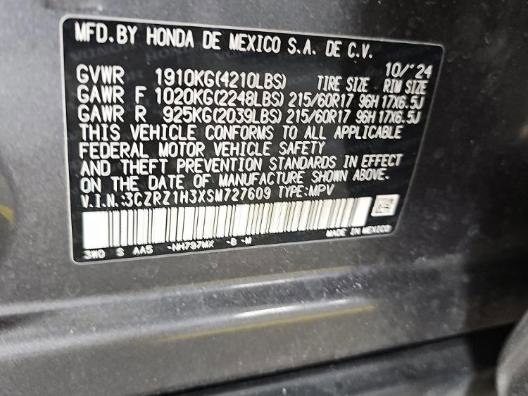 MFD.BY HONDA DE MEXICO S.A. DE C.V.
10/'24
GVWR 1910KG(4210LBS) TIRE SIZE RIM SIZE
GAWR F 1020KG(2248LBS) 215/60R17 96H 17X6.5J
GAWR R 925KG(2039LBS) 215/60R17 96H 17X6.5J
THIS VEHICLE CONFORMS TO ALL APPLICABLE
FEDERAL MOTOR VEHICLE SAFETY
AND THEFT PREVENTION STANDARDS IN EFFECT
ON THE DATE OF MANUFACTURE SHOWN ABOVE.
V.I.N.:3CZRZ1H3XSM727609 TYPE:MPV
3W0 S AA5 -NH797MX -B -M
MADE IN MEXICO